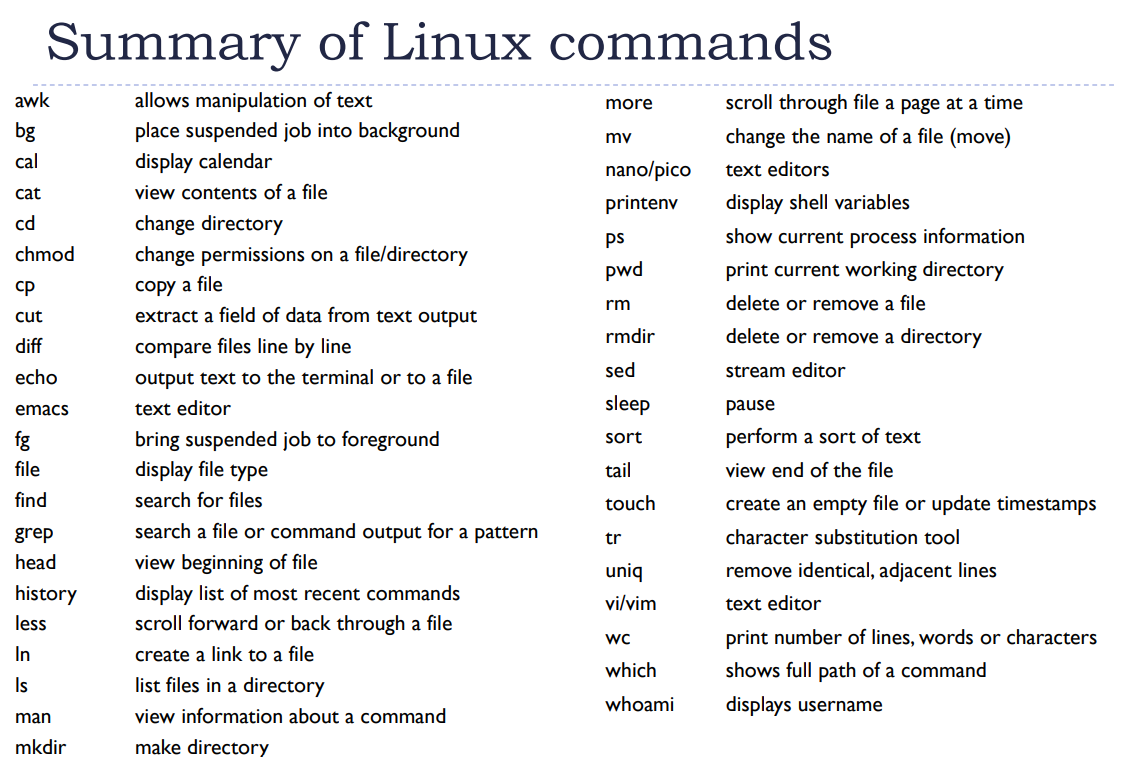 Summary of Linux commands
awk allows manipulation of text
bg place suspended job into background
cal display calendar
cat view contents of a file
cd change directory
chmod change permissions on a file/directory
cp copy a file
cut extract a field of data from text output
diff compare files line by line
echo output text to the terminal or to a file
emacs text editor
fg bring suspended job to foreground
file display file type
find search for files
grep search a file or command output for a pattern
head view beginning of file
history display list of most recent commands
less scroll forward or back through a file
ln create a link to a file
ls list files in a directory
man view information about a command
mkdir make directory
more scroll through file a page at a time
mv change the name of a file (move)
nano/pico text editors
printenv display shell variables
ps show current process information
pwd print current working directory
rm delete or remove a file
rmdir delete or remove a directory
sed stream editor
sleep pause
sort perform a sort of text
tail view end of the file
touch create an empty file or update timestamps
tr character substitution tool
uniq remove identical, adjacent lines
vi/vim text editor
wc print number of lines, words or characters
which shows full path of a command
whoami displays username